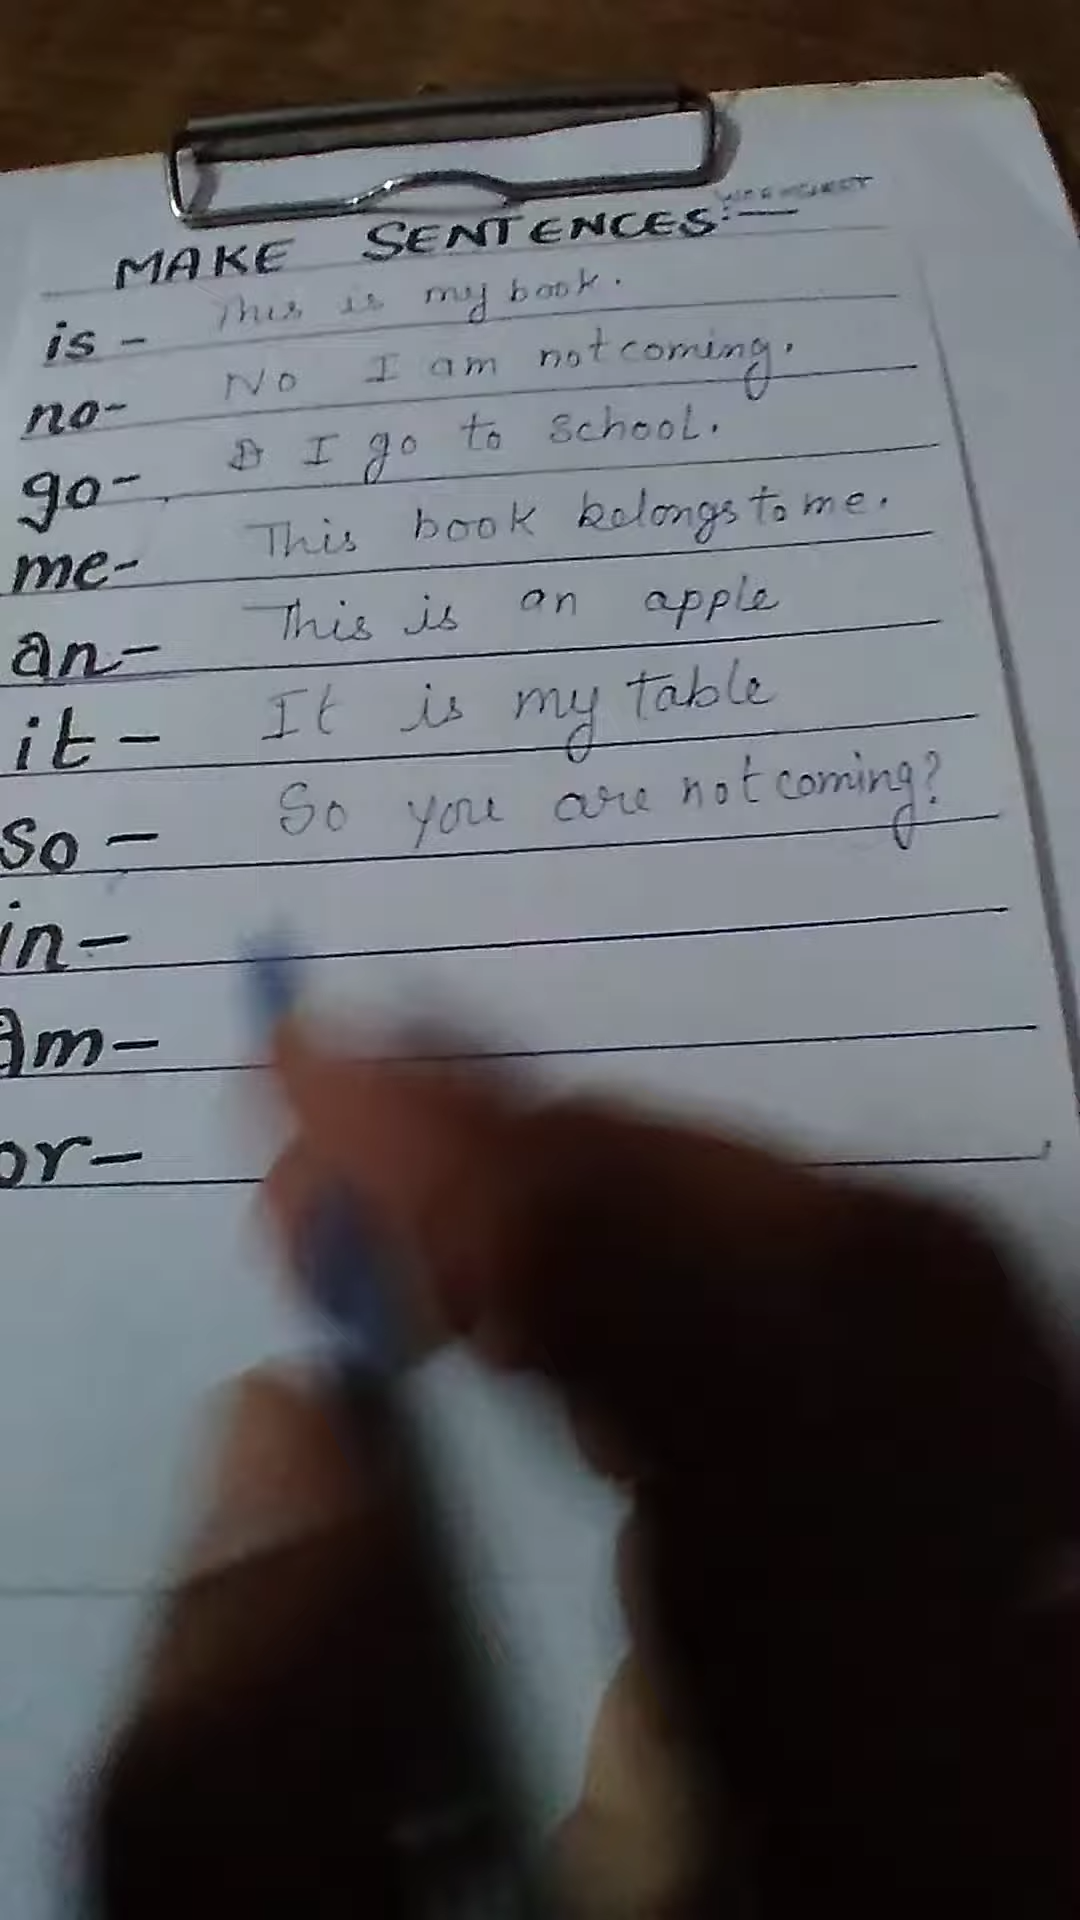 WORKSHEET
MAKE SENTENCES:—
is - This is my book.
no- No I am not coming.
go- I go to school.
me- This book belongs to me.
an- This is an apple
it- It is my table
so- So you are not coming?
in-
am-
or-